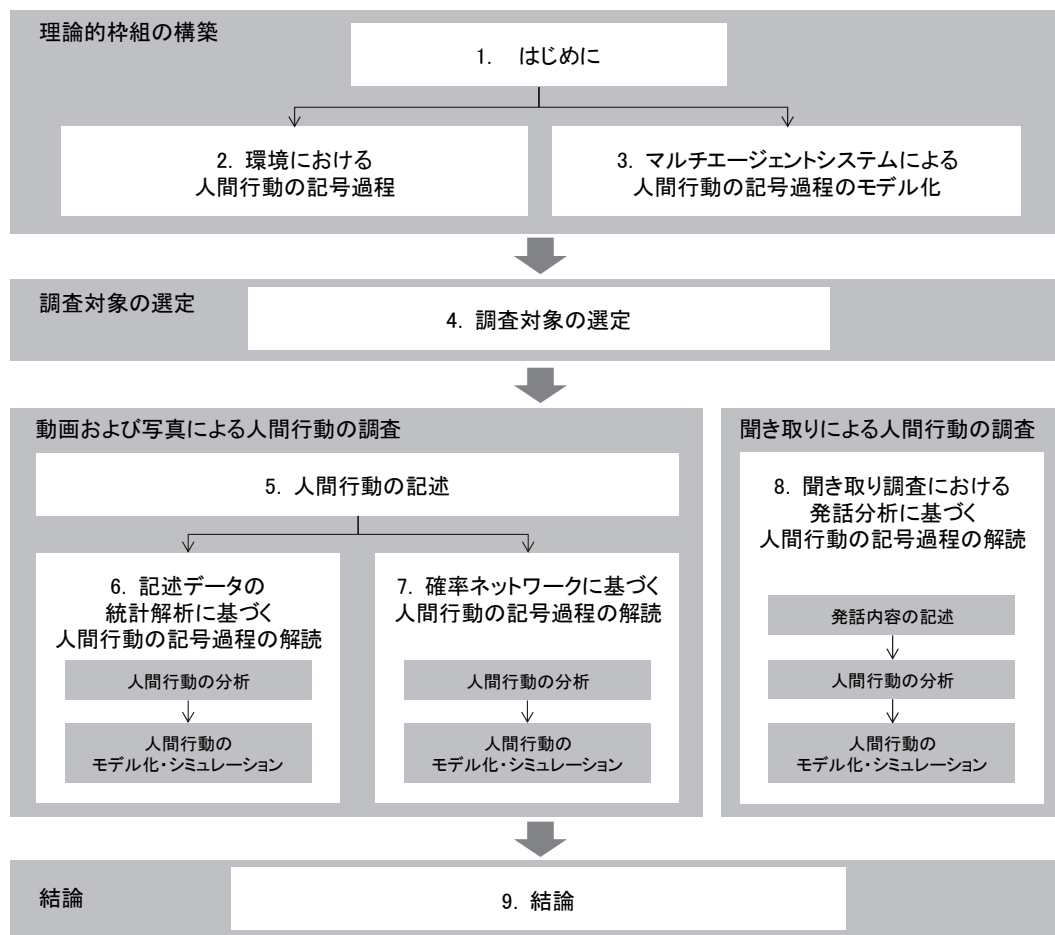 理論的枠組の構築
1. はじめに
2. 環境における
人間行動の記号過程
3. マルチエージェントシステムによる
人間行動の記号過程のモデル化
調査対象の選定
4. 調査対象の選定
動画および写真による人間行動の調査
5. 人間行動の記述
6. 記述データの
統計解析に基づく
人間行動の記号過程の解読
人間行動の分析
人間行動の
モデル化・シミュレーション
7. 確率ネットワークに基づく
人間行動の記号過程の解読
人間行動の分析
人間行動の
モデル化・シミュレーション
聞き取りによる人間行動の調査
8. 聞き取り調査における
発話分析に基づく
人間行動の記号過程の解読
発話内容の記述
人間行動の分析
人間行動の
モデル化・シミュレーション
結論
9. 結論